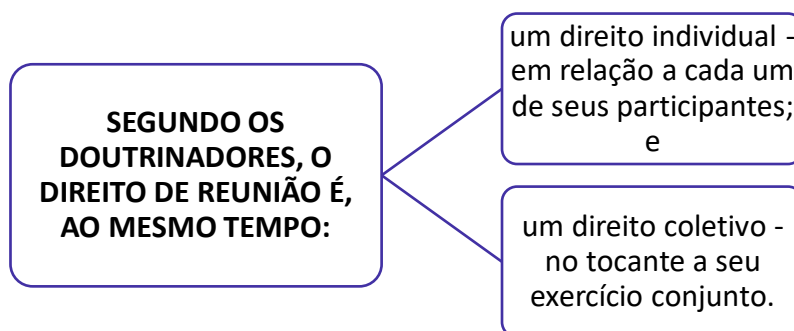 SEGUNDO OS
DOUTRINADORES, O
DIREITO DE REUNIÃO É,
AO MESMO TEMPO:
um direito individual -
em relação a cada um
de seus participantes;
e
um direito coletivo -
no tocante a seu
exercício conjunto.